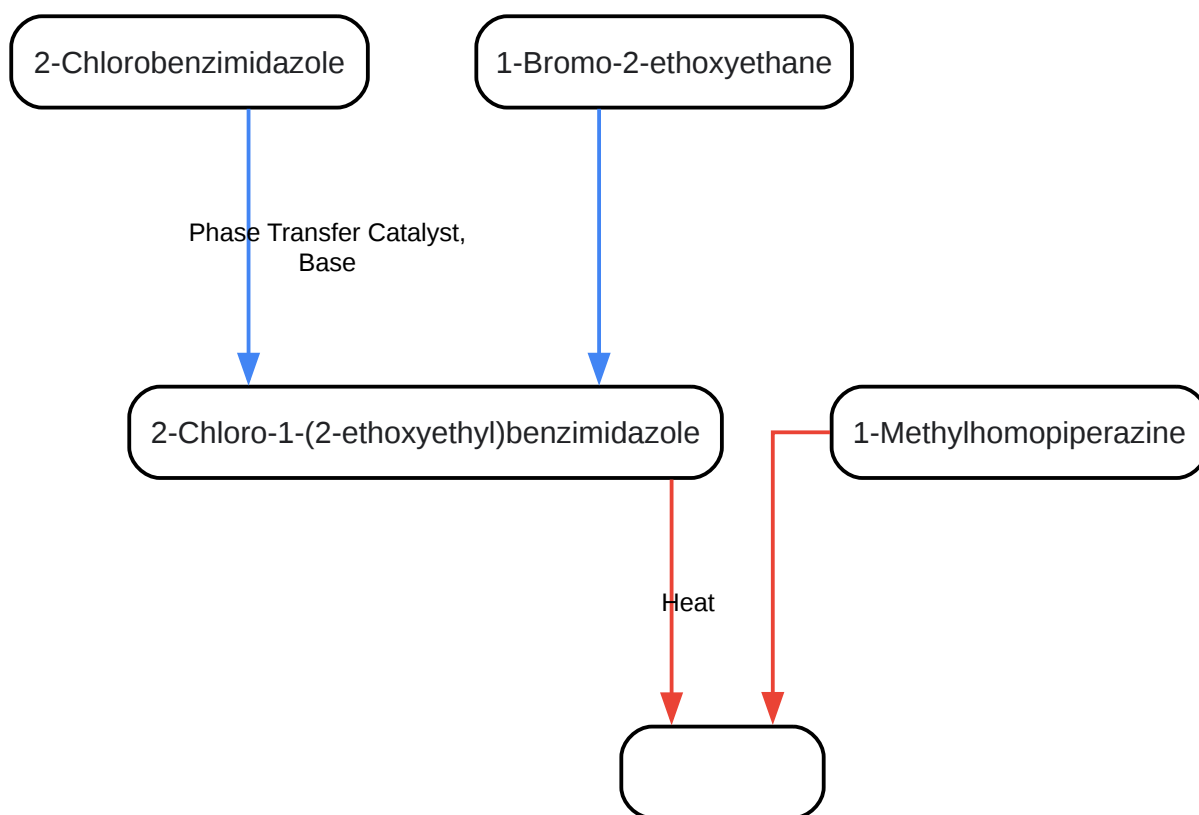 2-Chlorobenzimidazole
1-Bromo-2-ethoxyethane
Phase Transfer Catalyst,
Base
2-Chloro-1-(2-ethoxyethyl)benzimidazole
1-Methylhomopiperazine
Heat